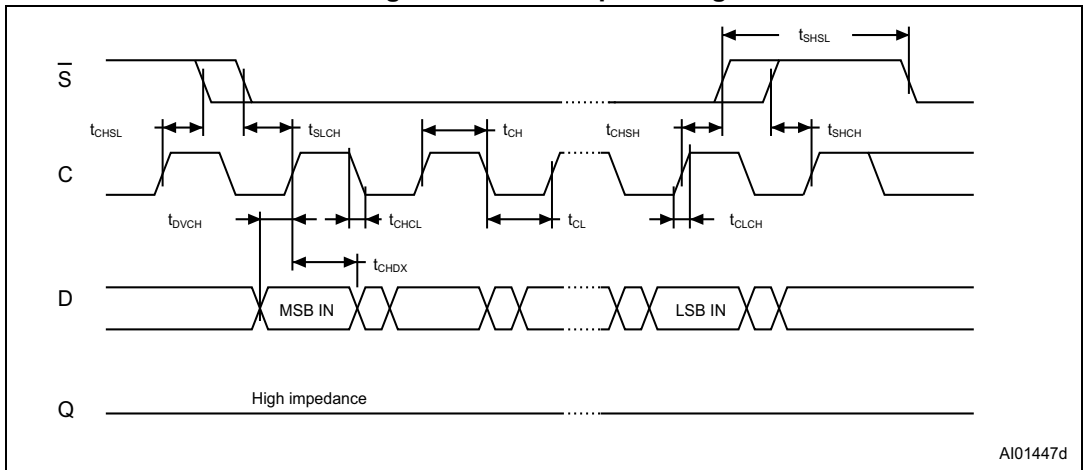 tSHSL
S̅
tCHSL
tSLCH
tCH
tCHSH
tSHCH
C
tDVCH
tCHCL
tCL
tCLCH
tCHDX
D
MSB IN
LSB IN
High impedance
Q
AI01447d